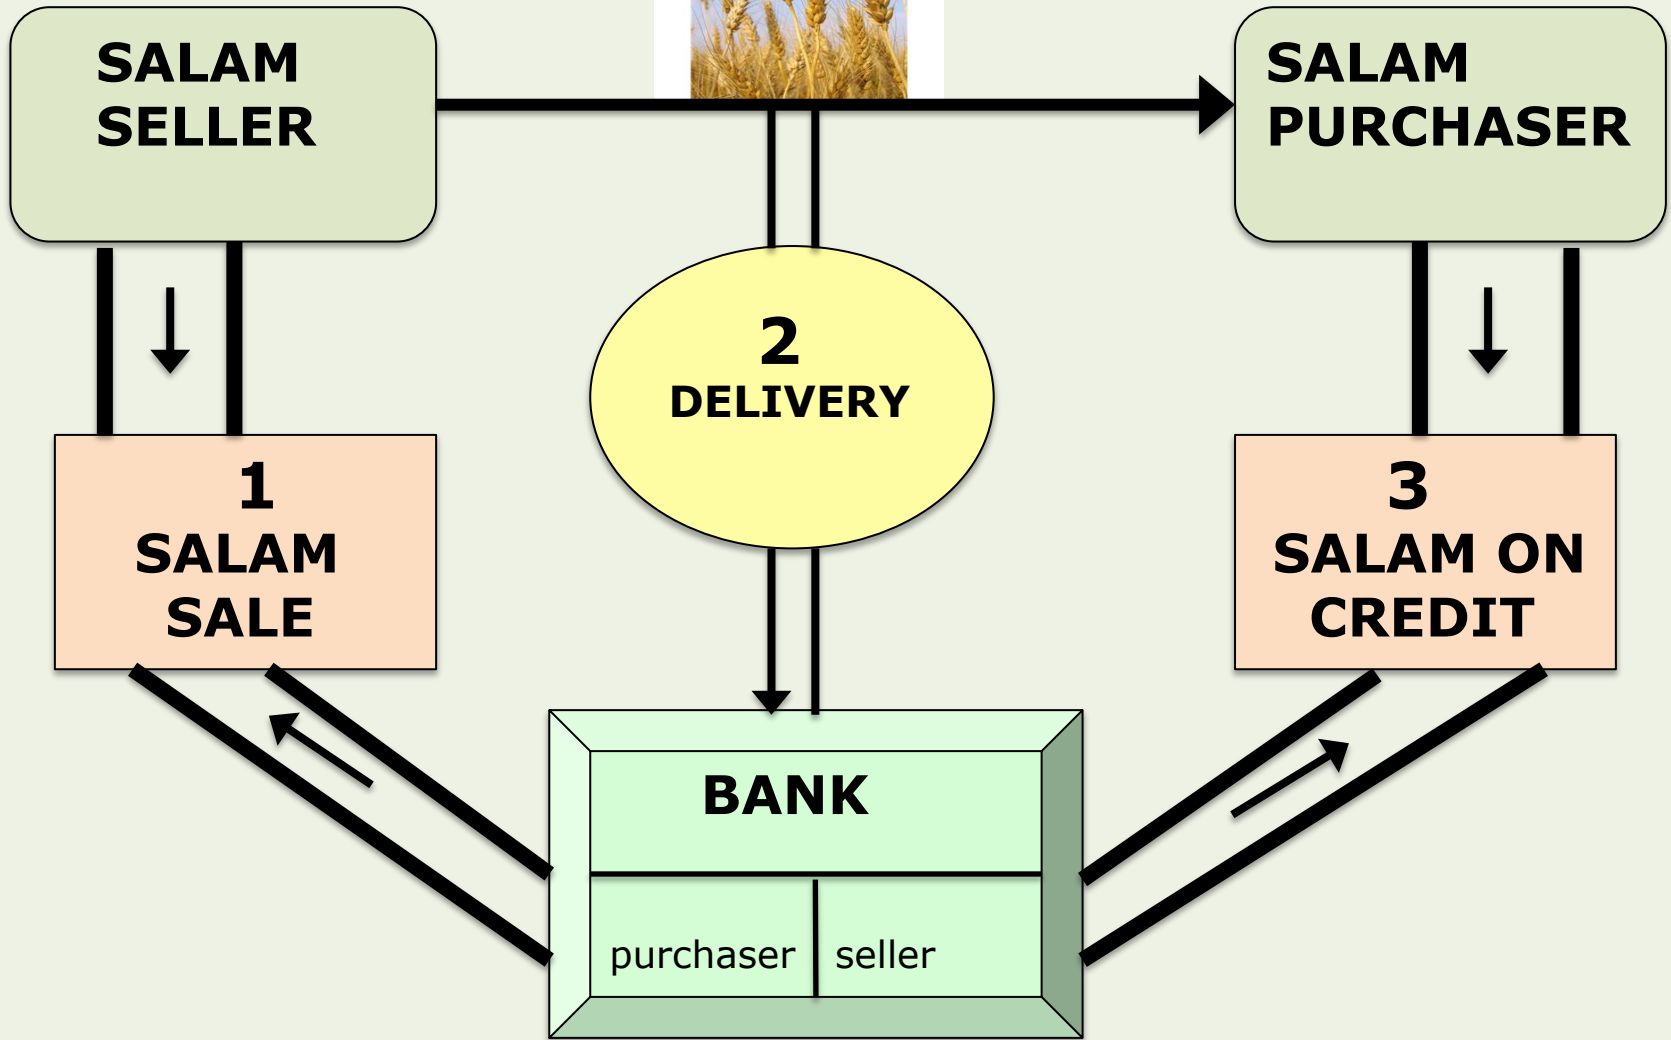 SALAM
SELLER
SALAM
PURCHASER
2
DELIVERY
1
SALAM
SALE
3
SALAM ON
CREDIT
BANK
purchaser
seller